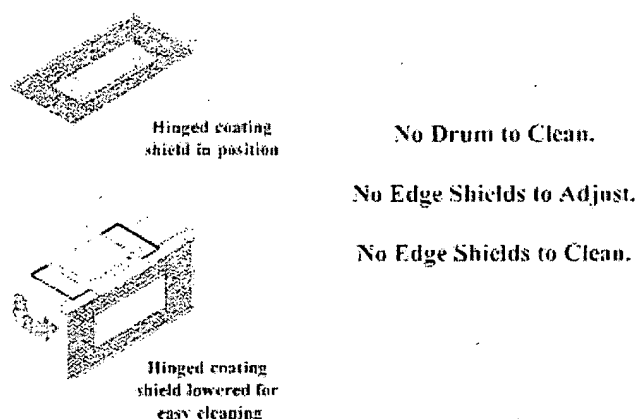 Hinged coating
shield in position
No Drum to Clean.
No Edge Shields to Adjust.
No Edge Shields to Clean.
Hinged coating
shield lowered for
easy cleaning